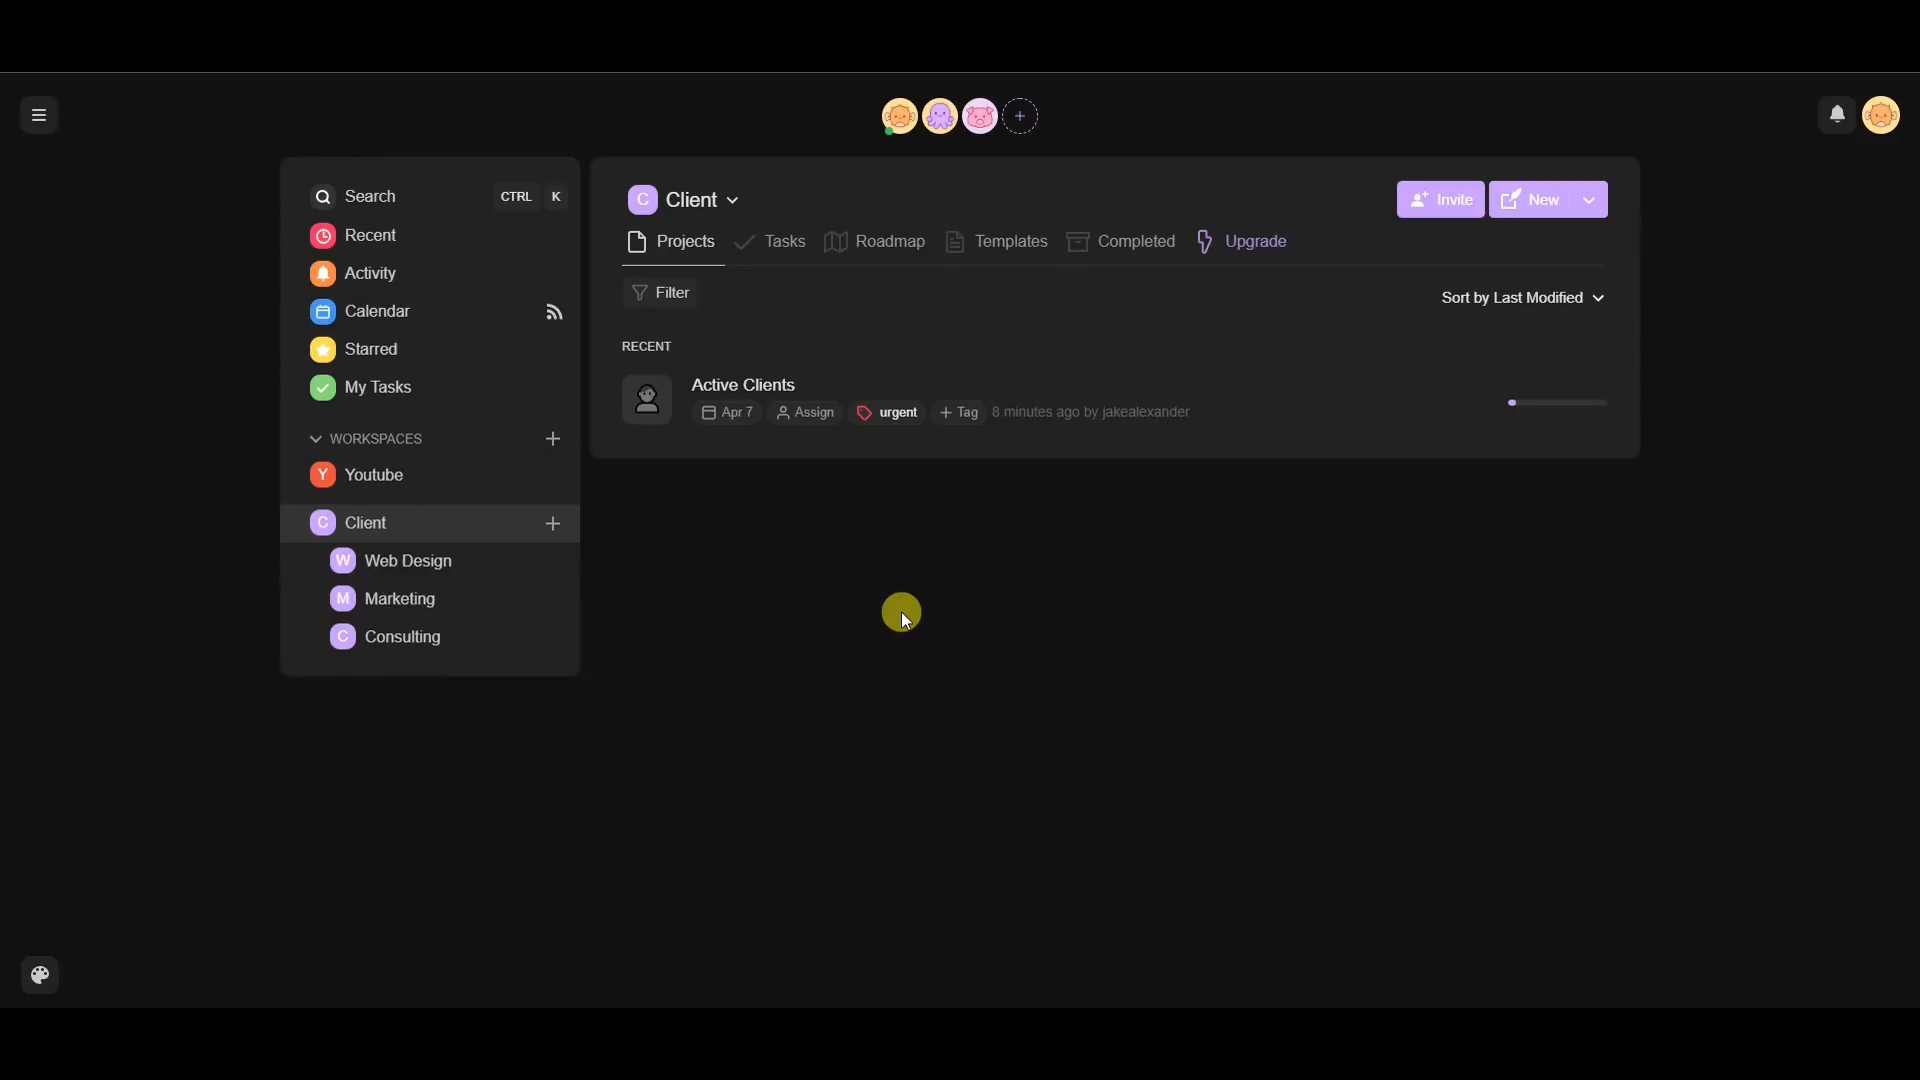 Search CTRL K
Recent
Activity
Calendar
Starred
My Tasks
WORKSPACES
Y Youtube
C Client
W Web Design
M Marketing
C Consulting
C Client
Invite New
Projects Tasks Roadmap Templates Completed Upgrade
Filter
Sort by Last Modified
RECENT
Active Clients
Apr 7 Assign urgent + Tag 8 minutes ago by jakealexander